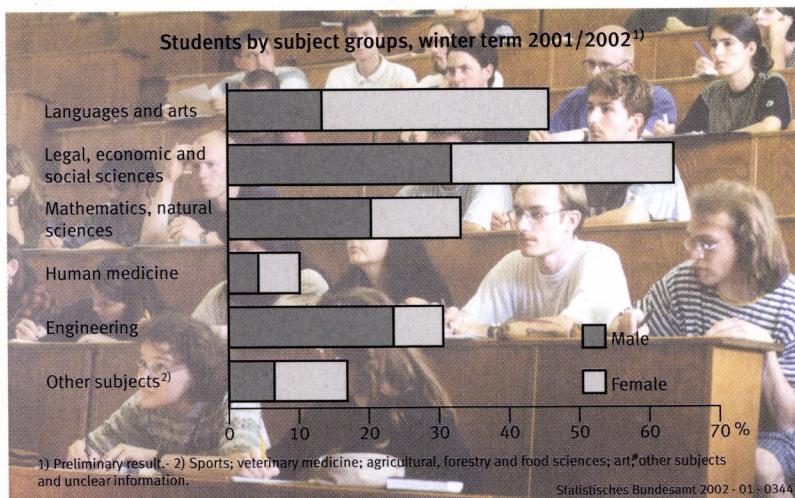 Students by subject groups, winter term 2001/2002¹⁾
Languages and arts
Legal, economic and
social sciences
Mathematics, natural
sciences
Human medicine
Engineering
Other subjects²⁾
Male
Female
0 10 20 30 40 50 60 70 %
1) Preliminary result.- 2) Sports; veterinary medicine; agricultural, forestry and food sciences; art; other subjects
and unclear information.
Statistisches Bundesamt 2002 - 01 - 0344